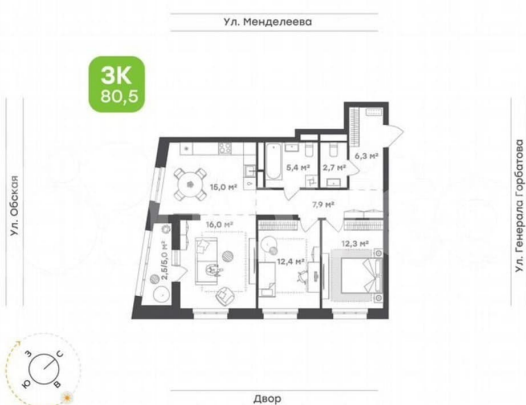 Ул. Менделеева
3К
80,5
6,3 м²
5,4 м²
2,7 м²
15,0 м²
7,9 м²
16,0 м²
12,3 м²
12,4 м²
2,5/5,0 м²
Ул. Обская
Ул. Генерала Горбатова
З
С
Ю
В
Двор